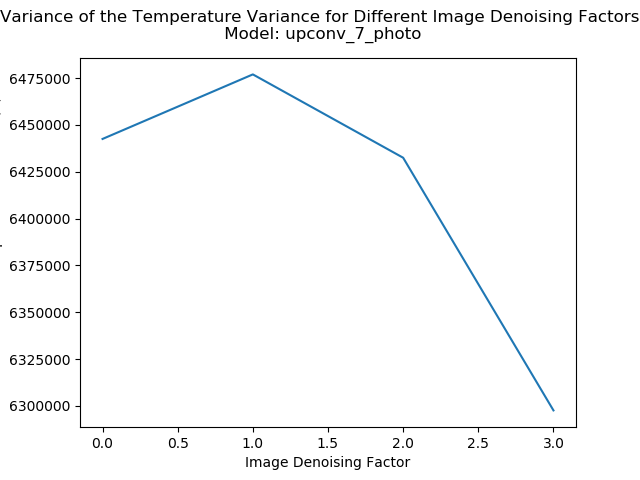 Variance of the Temperature Variance for Different Image Denoising Factors
Model: upconv_7_photo
6475000
6450000
6425000
6400000
6375000
6350000
6325000
6300000
0.0 0.5 1.0 1.5 2.0 2.5 3.0
Image Denoising Factor